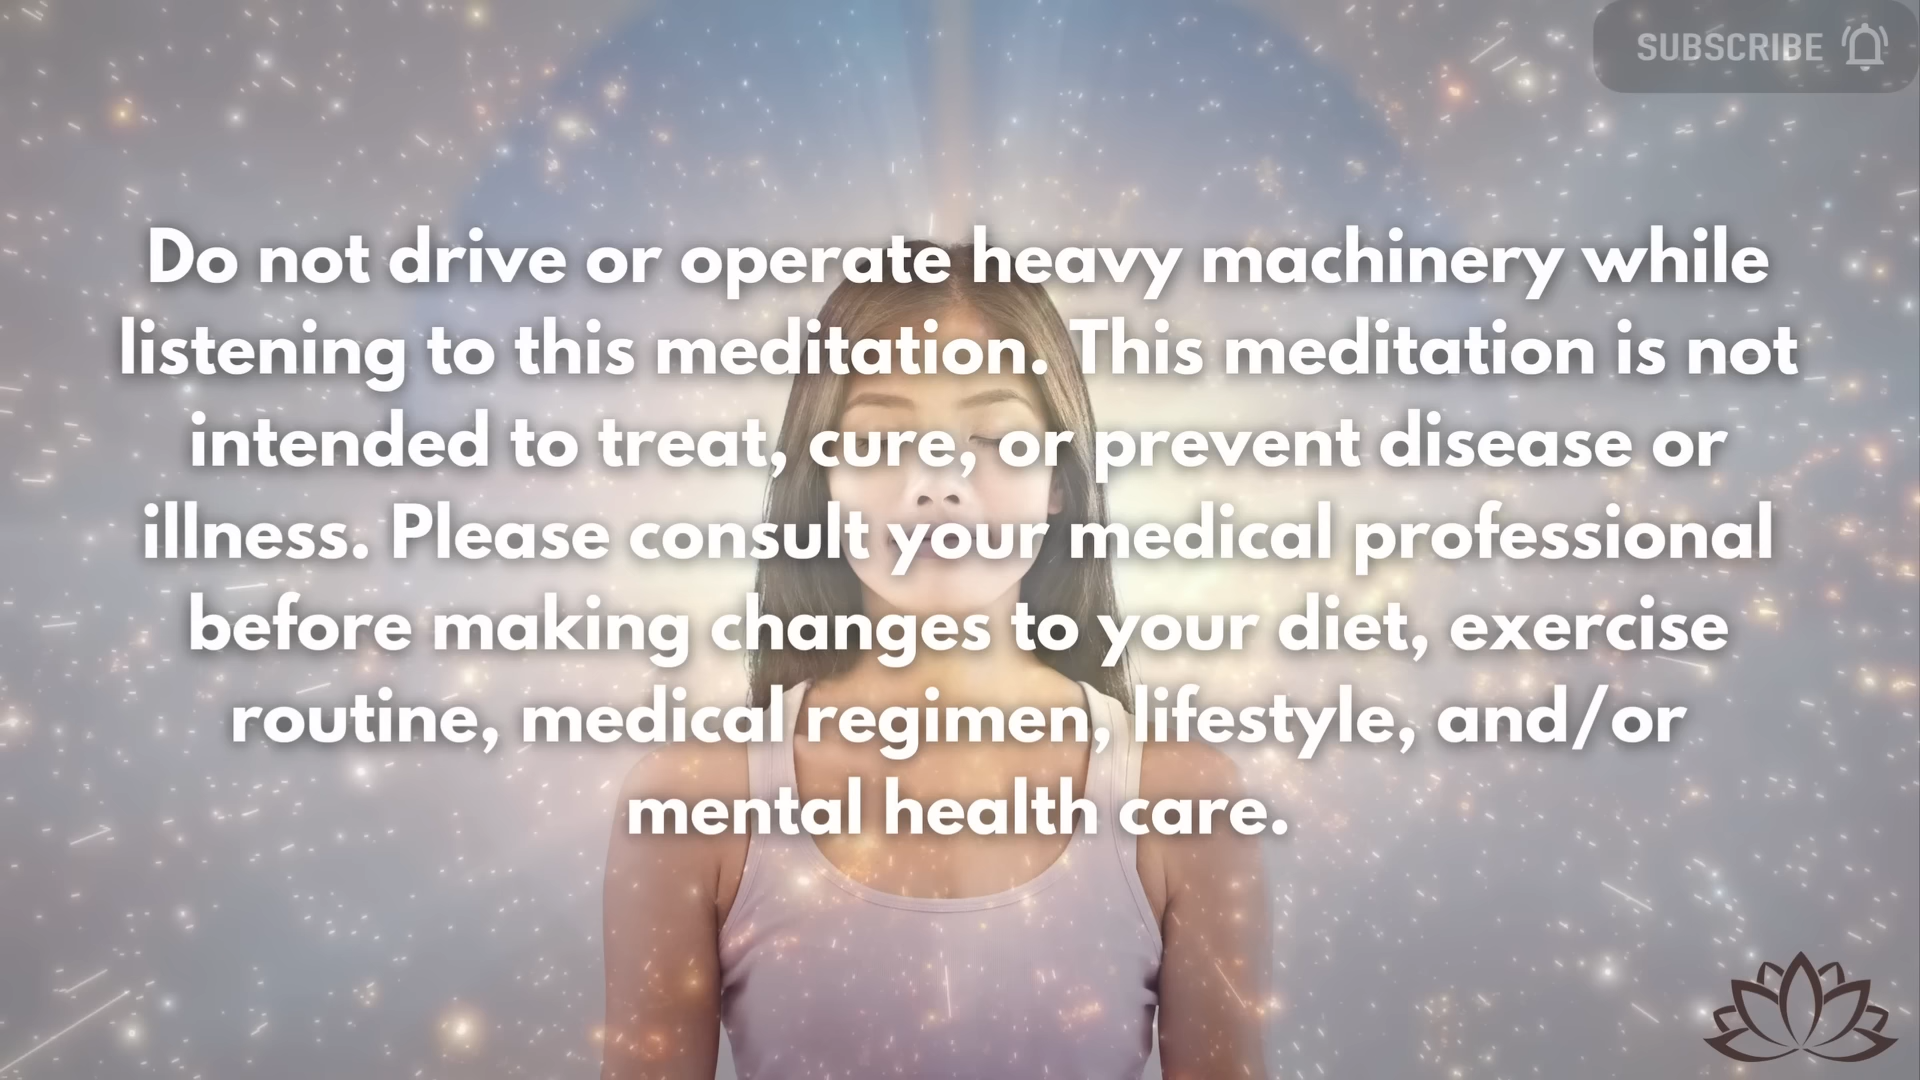 SUBSCRIBE
Do not drive or operate heavy machinery while
listening to this meditation. This meditation is not
intended to treat, cure, or prevent disease or
illness. Please consult your medical professional
before making changes to your diet, exercise
routine, medical regimen, lifestyle, and/or
mental health care.